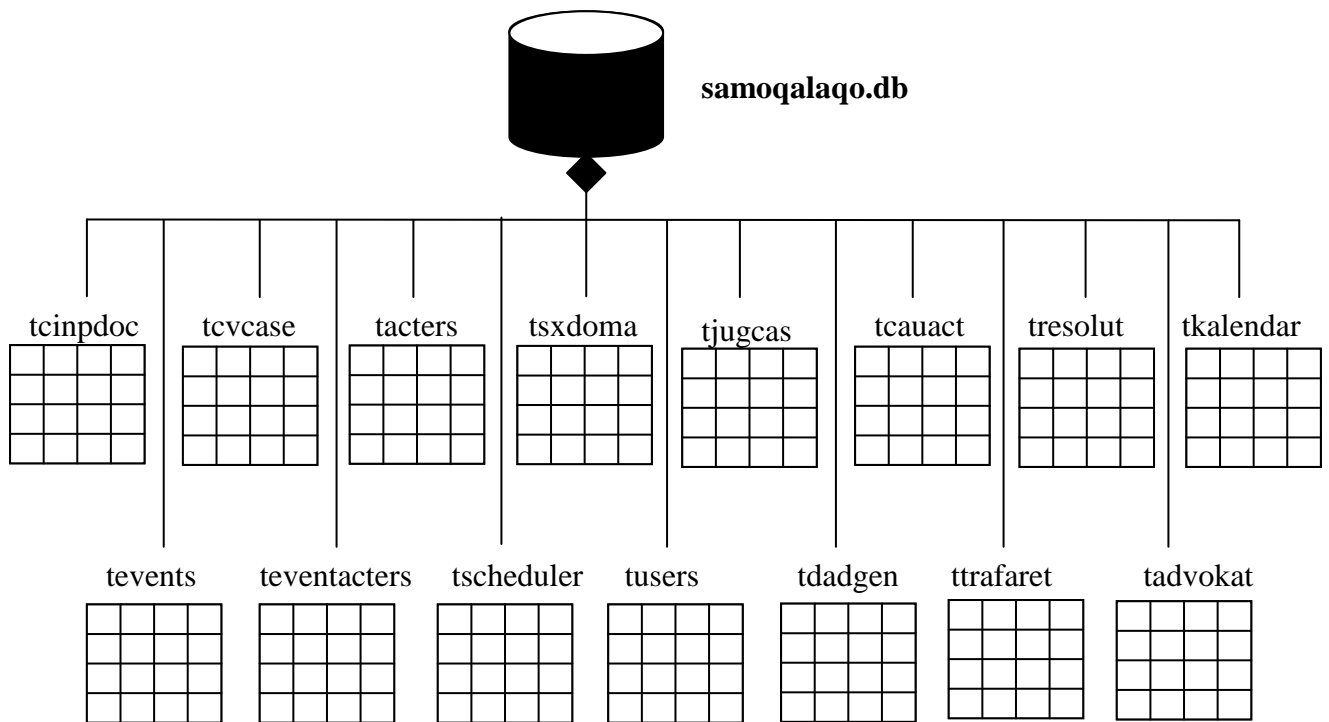 samoqalaqo.db
tcinpdoc
tcvcase
tacters
tsxdoma
tjugcas
tcauact
tresolut
tkalendar
tevents
teventacters
tscheduler
tusers
tdadgen
ttrafaret
tadvokat